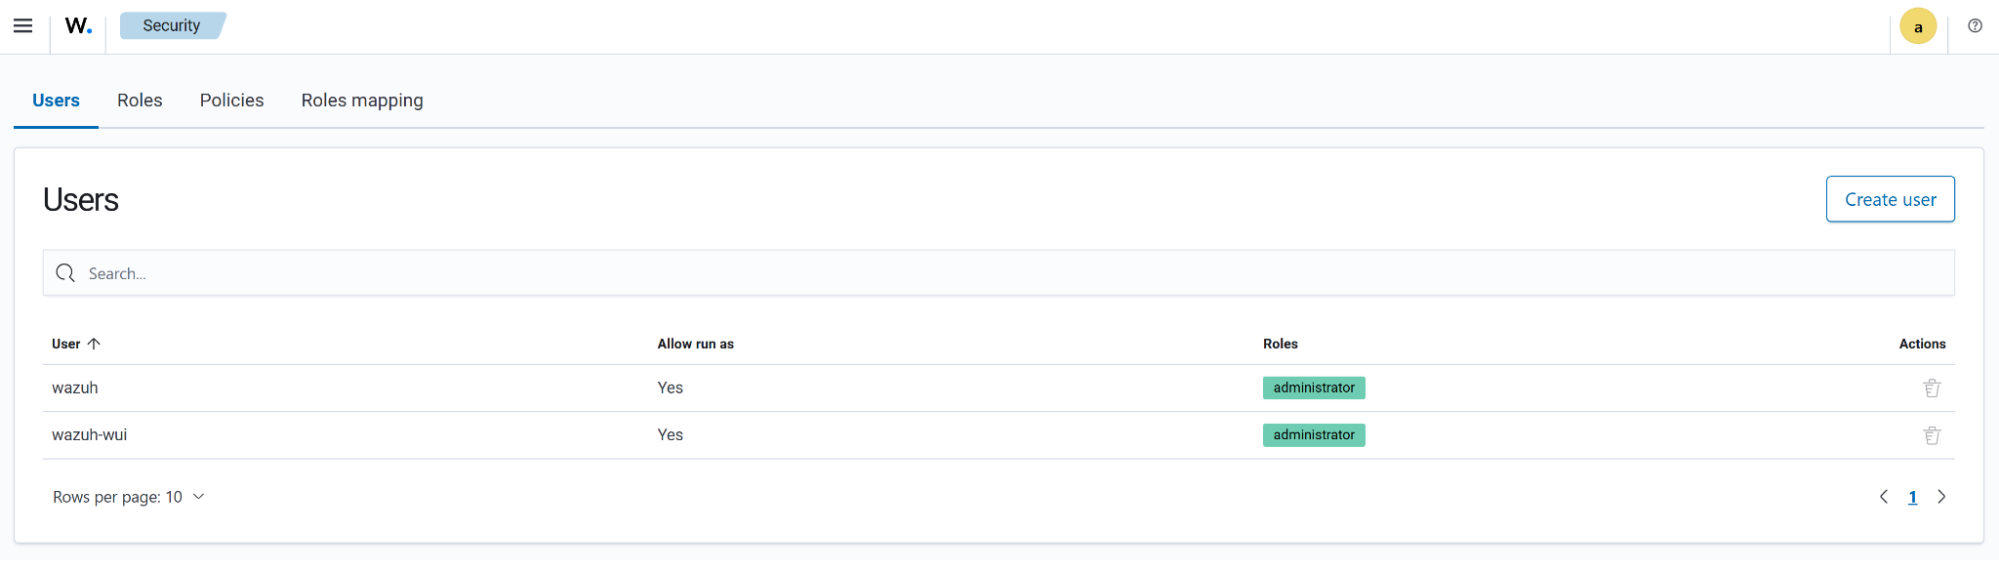 W. Security a
Users Roles Policies Roles mapping
Users Create user
Search...
User Allow run as Roles Actions
wazuh Yes administrator
wazuh-wui Yes administrator
Rows per page: 10 1